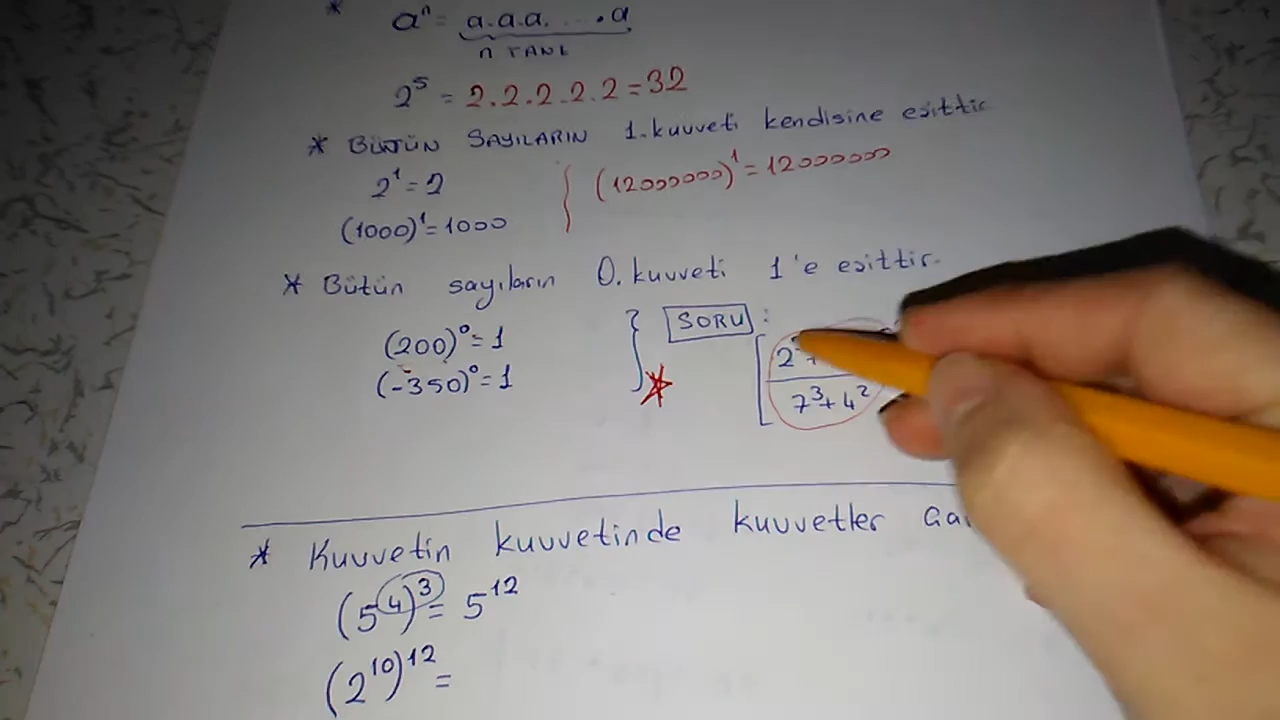 * aⁿ = a.a.a. ... .a
n TANE
2⁵ = 2.2.2.2.2 = 32
* BÜTÜN SAYILARIN 1.kuvveti kendisine eşittir
2¹ = 2
(1000)¹ = 1000
(12000000)¹ = 12000000
* Bütün sayıların 0. kuvveti 1'e eşittir.
(200)⁰ = 1
(-350)⁰ = 1
SORU :
7³ + 4²
* Kuvvetin kuvvetinde kuvvetler
(5⁴)³ = 5¹²
(2¹⁰)¹² =